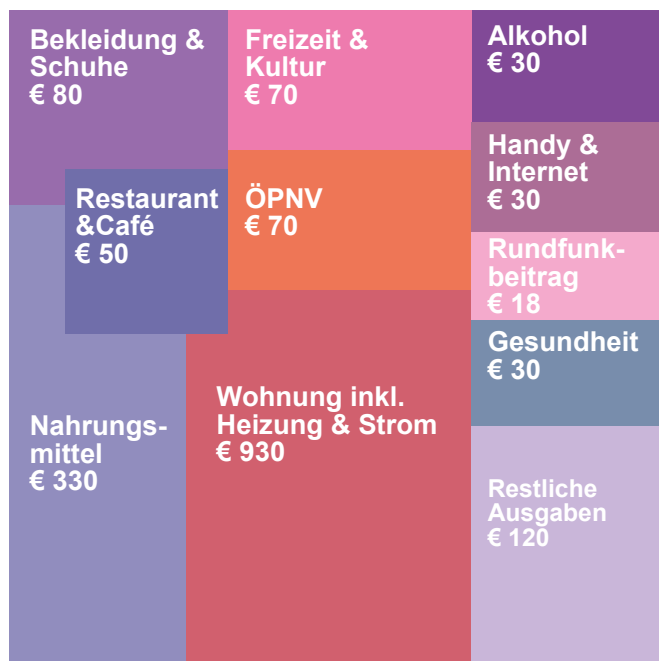 Bekleidung &
Schuhe
€ 80
Freizeit &
Kultur
€ 70
Alkohol
€ 30
Handy &
Internet
€ 30
Restaurant
&Café
€ 50
ÖPNV
€ 70
Rundfunk-
beitrag
€ 18
Gesundheit
€ 30
Nahrungs-
mittel
€ 330
Wohnung inkl.
Heizung & Strom
€ 930
Restliche
Ausgaben
€ 120